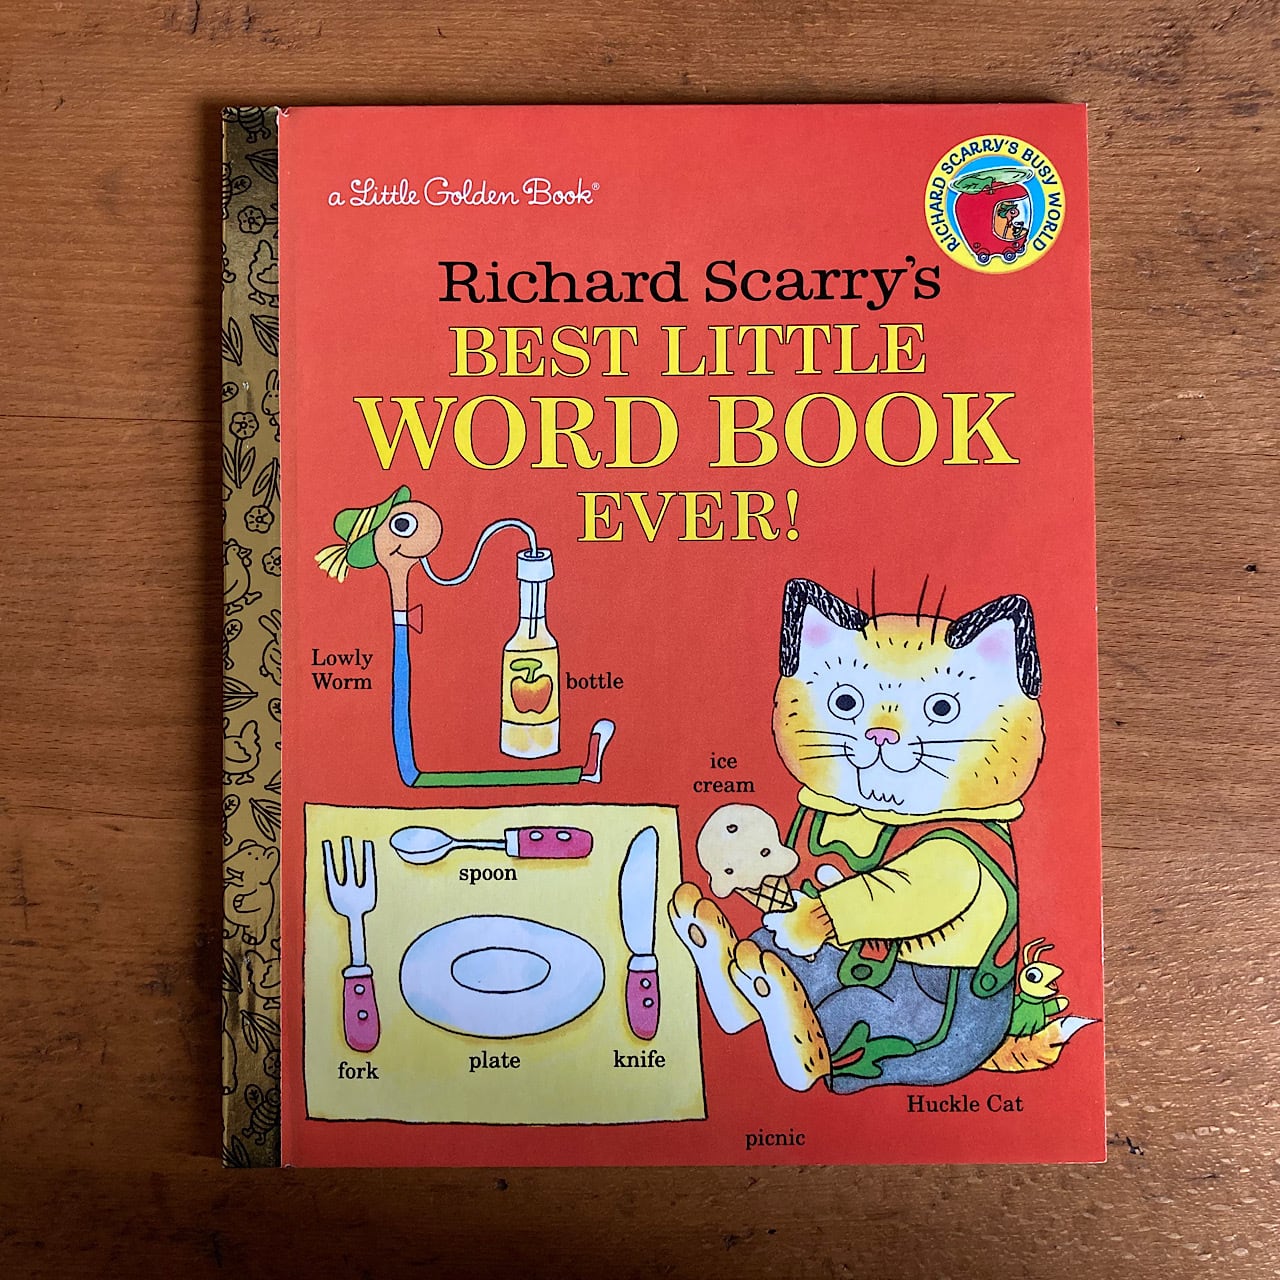 a Little Golden Book®
RICHARD SCARRY'S BUSY WORLD
Richard Scarry's
BEST LITTLE
WORD BOOK
EVER!
Lowly
Worm
bottle
ice
cream
spoon
fork
plate
knife
Huckle Cat
picnic